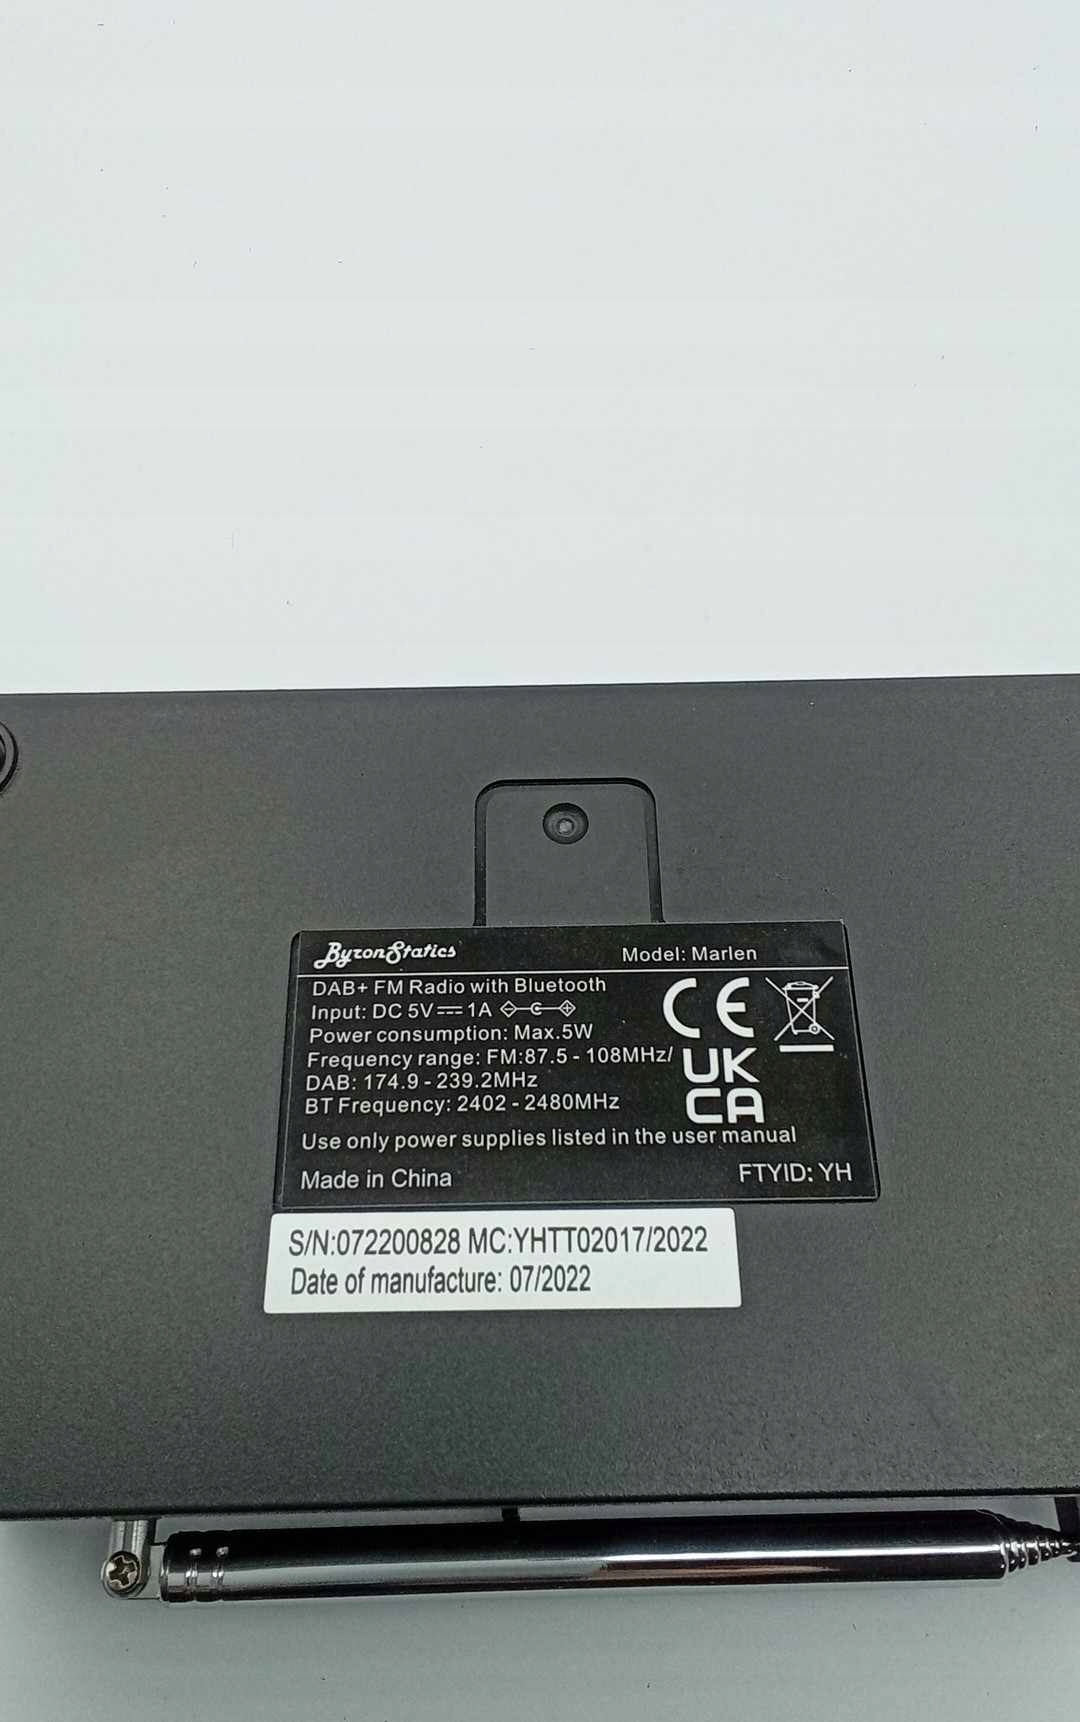 ByronStatics Model: Marlen
DAB+ FM Radio with Bluetooth
Input: DC 5V⎓1A
Power consumption: Max.5W
Frequency range: FM:87.5 - 108MHz/
DAB: 174.9 - 239.2MHz
BT Frequency: 2402 - 2480MHz
CE
UK
CA
Use only power supplies listed in the user manual
Made in China FTYID: YH
S/N:072200828 MC:YHTT02017/2022
Date of manufacture: 07/2022